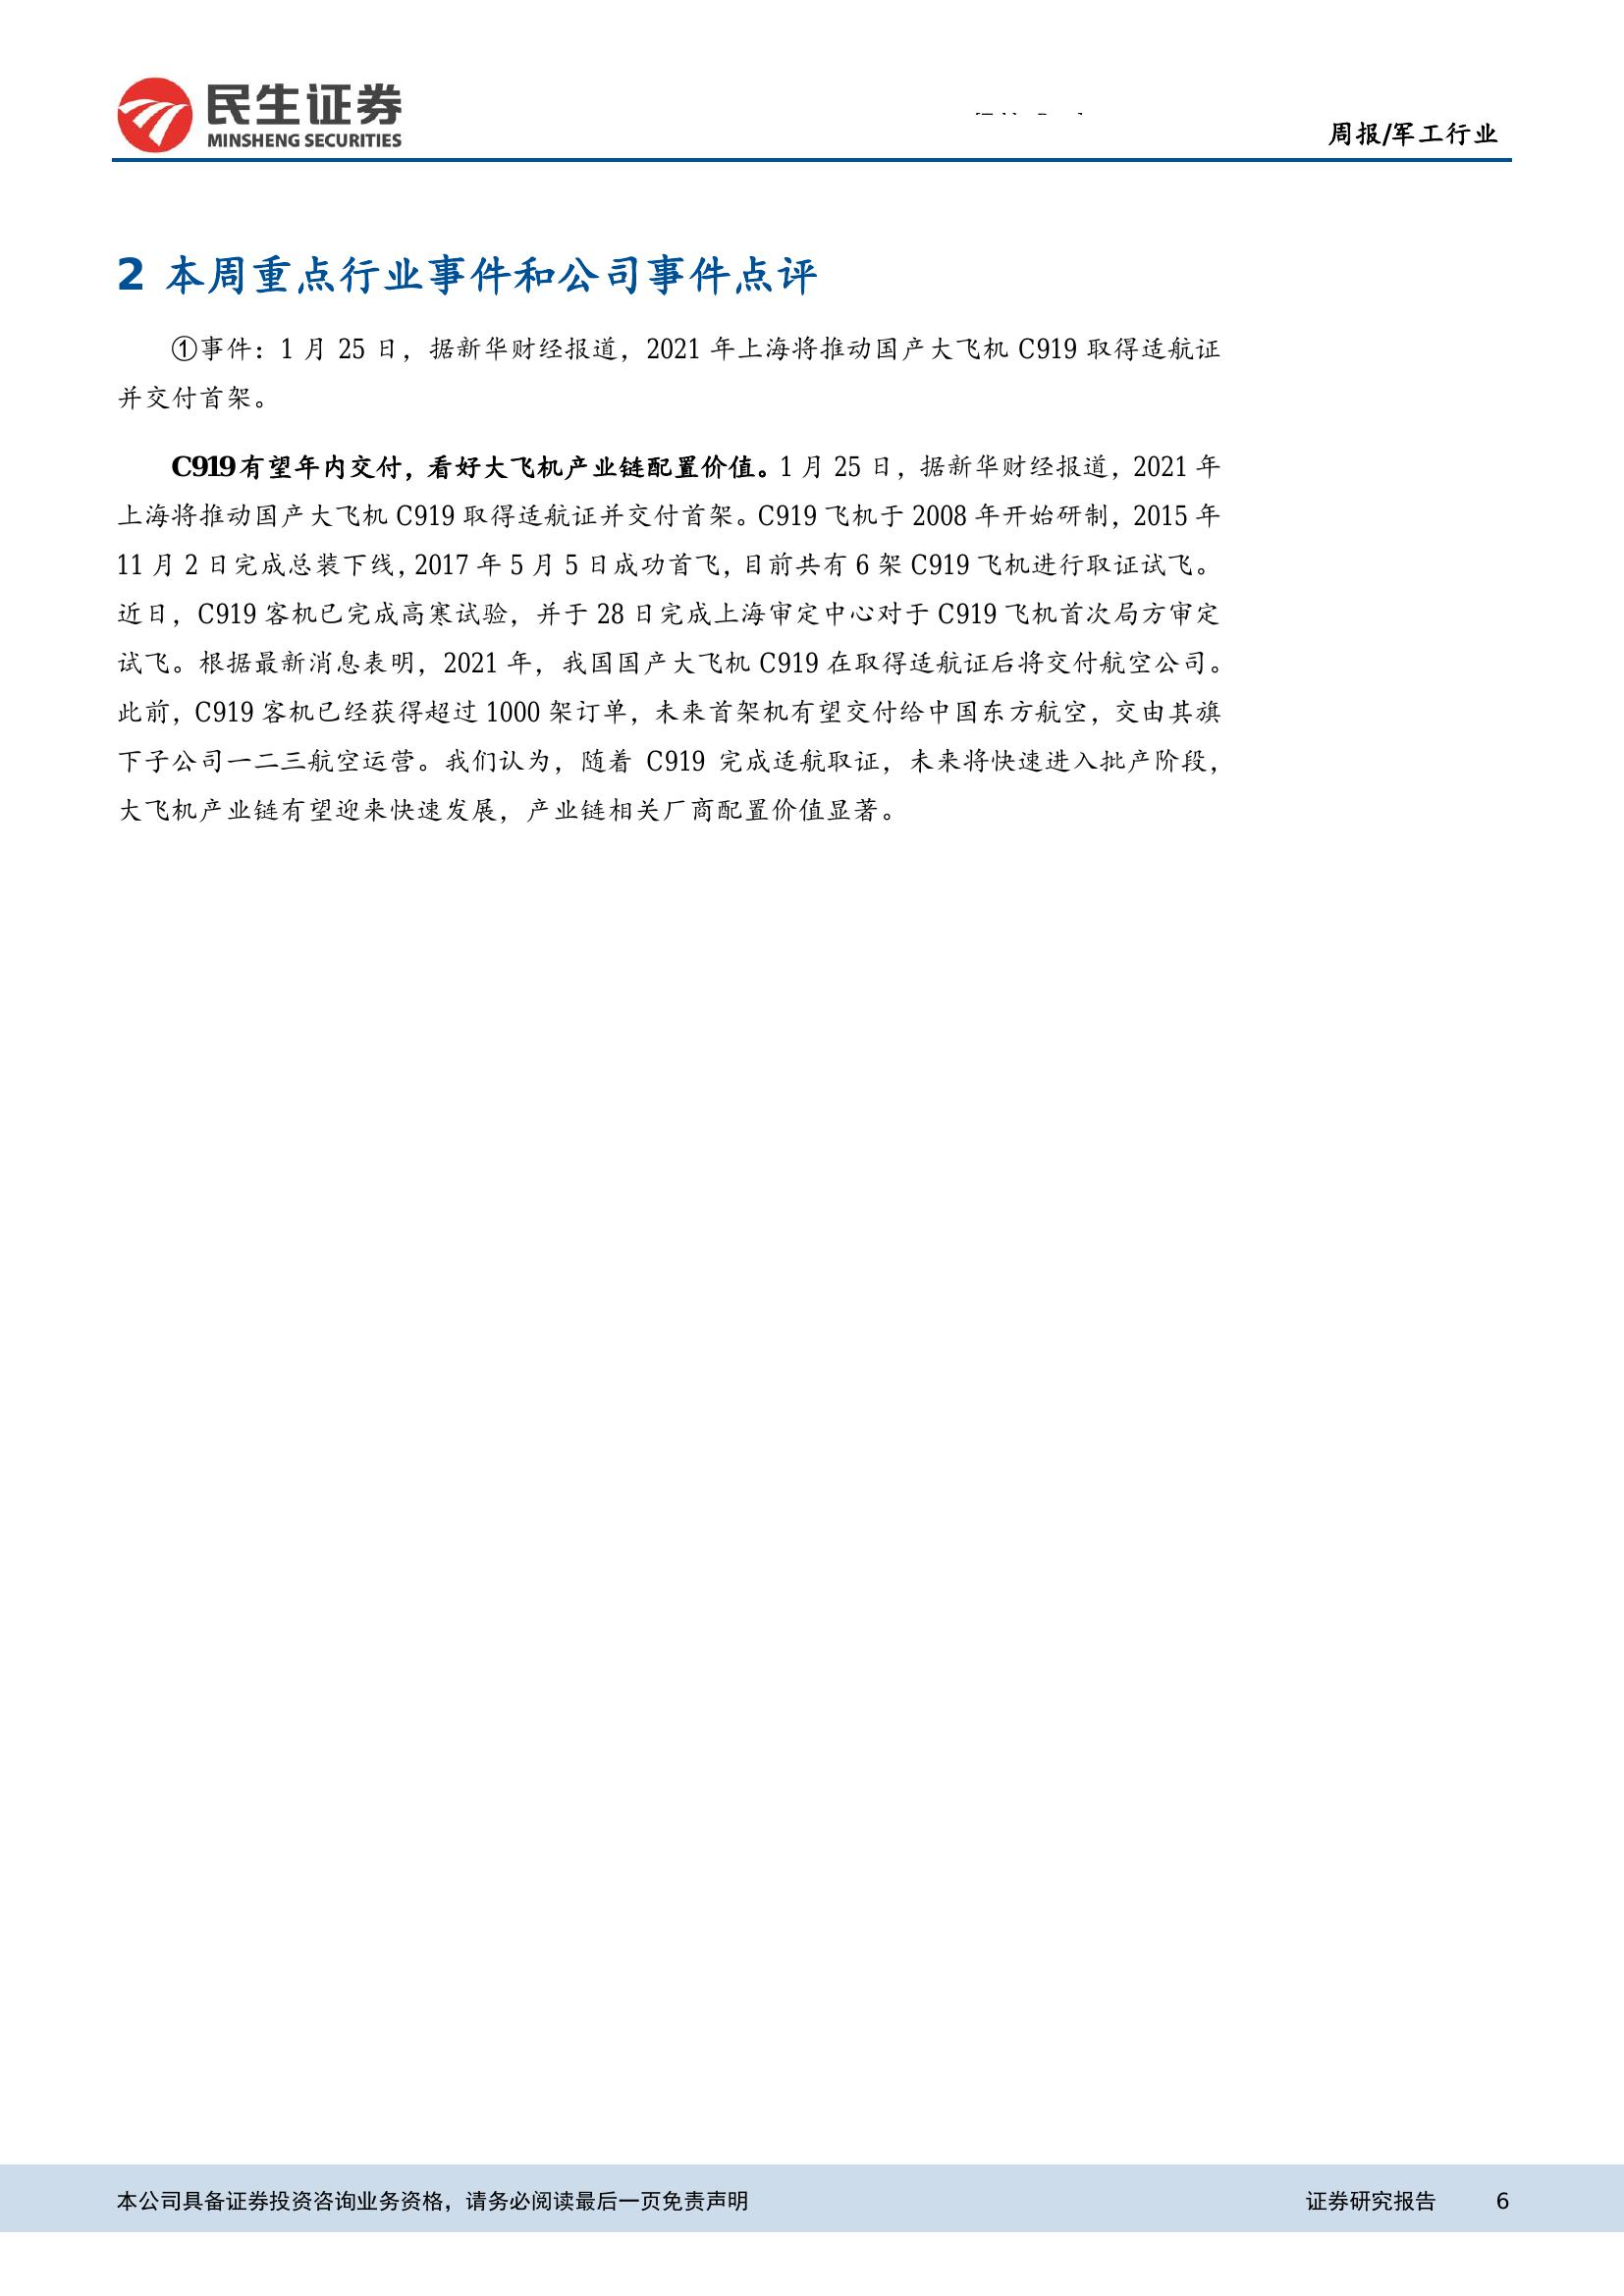 民生证券
MINSHENG SECURITIES
周报/军工行业
2 本周重点行业事件和公司事件点评
①事件：1 月 25 日，据新华财经报道，2021 年上海将推动国产大飞机 C919 取得适航证
并交付首架。
C919 有望年内交付，看好大飞机产业链配置价值。1 月 25 日，据新华财经报道，2021 年
上海将推动国产大飞机 C919 取得适航证并交付首架。C919 飞机于 2008 年开始研制，2015 年
11 月 2 日完成总装下线，2017 年 5 月 5 日成功首飞，目前共有 6 架 C919 飞机进行取证试飞。
近日，C919 客机已完成高寒试验，并于 28 日完成上海审定中心对于 C919 飞机首次局方审定
试飞。根据最新消息表明，2021 年，我国国产大飞机 C919 在取得适航证后将交付航空公司。
此前，C919 客机已经获得超过 1000 架订单，未来首架机有望交付给中国东方航空，交由其旗
下子公司一二三航空运营。我们认为，随着 C919 完成适航取证，未来将快速进入批产阶段，
大飞机产业链有望迎来快速发展，产业链相关厂商配置价值显著。
本公司具备证券投资咨询业务资格，请务必阅读最后一页免责声明
证券研究报告 6